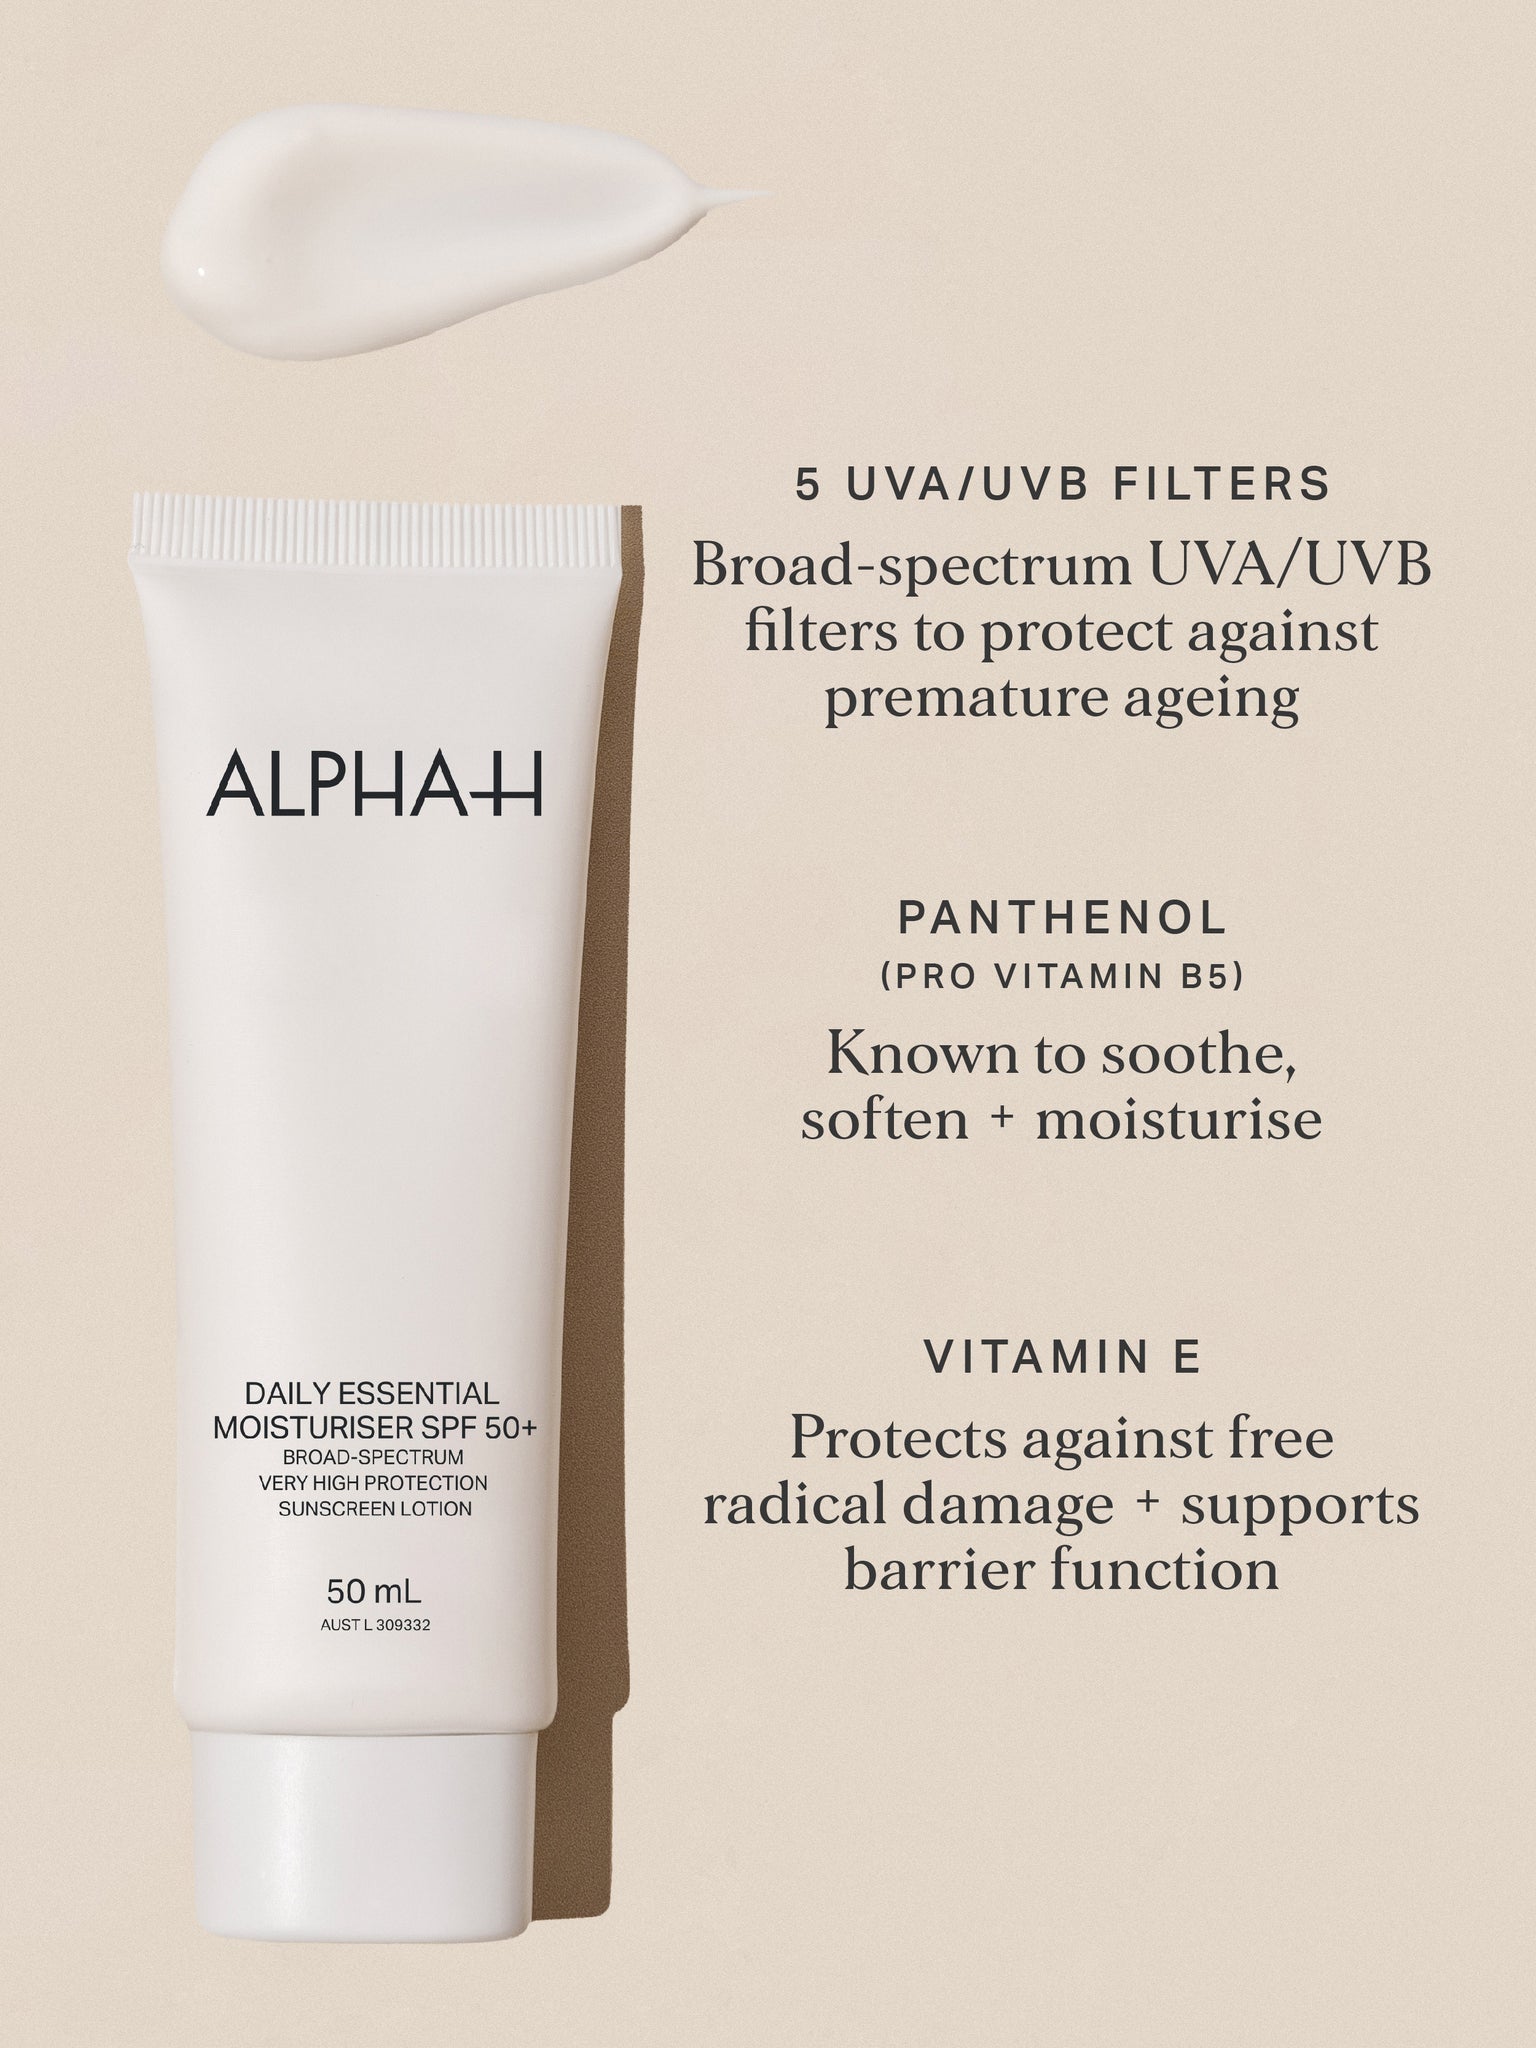 ALPHA-H
DAILY ESSENTIAL
MOISTURISER SPF 50+
BROAD-SPECTRUM
VERY HIGH PROTECTION
SUNSCREEN LOTION
50 mL
AUST L 309332
5 UVA/UVB FILTERS
Broad-spectrum UVA/UVB
filters to protect against
premature ageing
PANTHENOL
(PRO VITAMIN B5)
Known to soothe,
soften + moisturise
VITAMIN E
Protects against free
radical damage + supports
barrier function